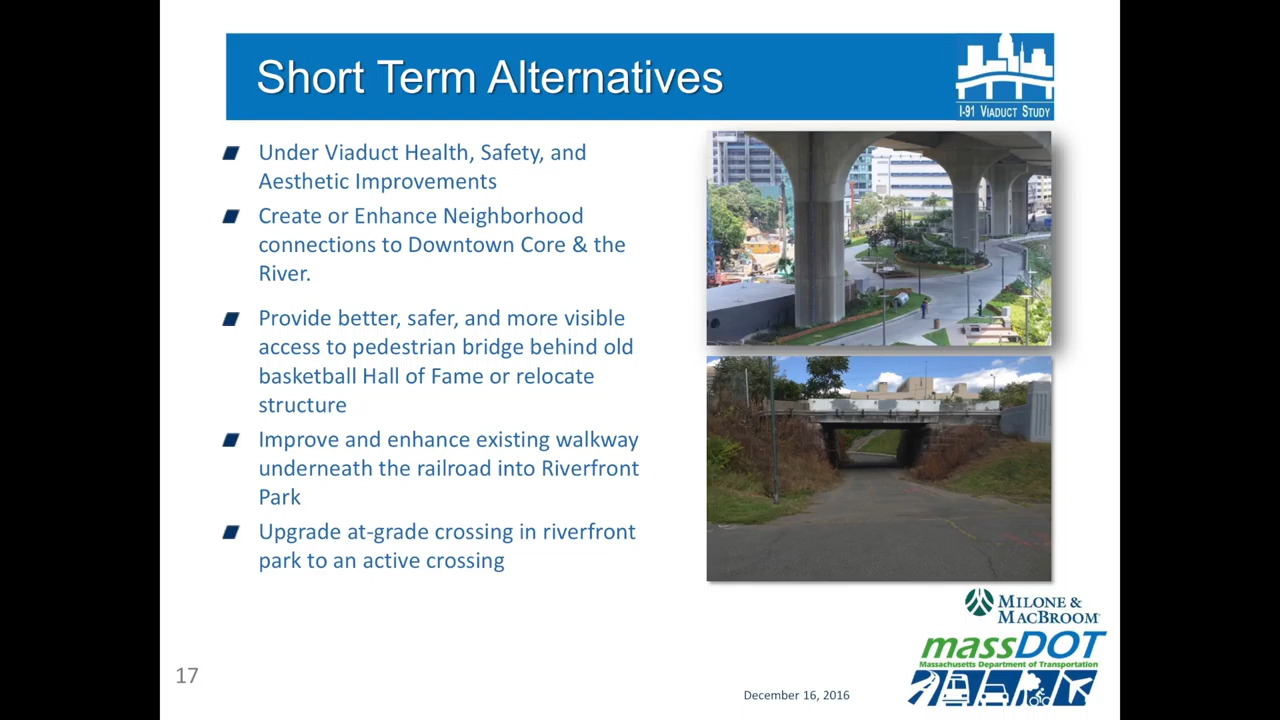 Short Term Alternatives
I-91 VIADUCT STUDY
Under Viaduct Health, Safety, and
Aesthetic Improvements
Create or Enhance Neighborhood
connections to Downtown Core & the
River.
Provide better, safer, and more visible
access to pedestrian bridge behind old
basketball Hall of Fame or relocate
structure
Improve and enhance existing walkway
underneath the railroad into Riverfront
Park
Upgrade at-grade crossing in riverfront
park to an active crossing
MILONE &
MACBROOM
massDOT
Massachusetts Department of Transportation
17
December 16, 2016